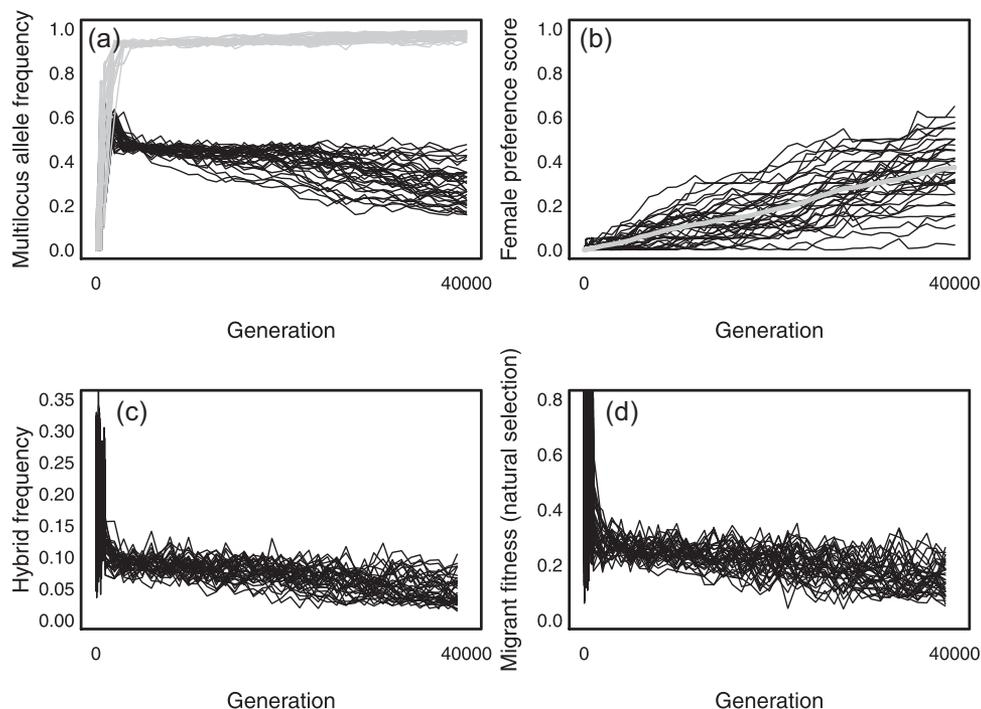 (a)
Multilocus allele frequency
1.0
0.8
0.6
0.4
0.2
0.0
0
40000
Generation
(b)
Female preference score
1.0
0.8
0.6
0.4
0.2
0.0
0
40000
Generation
(c)
Hybrid frequency
0.35
0.30
0.25
0.20
0.15
0.10
0.05
0.00
0
40000
Generation
(d)
Migrant fitness (natural selection)
0.8
0.6
0.4
0.2
0.0
0
40000
Generation